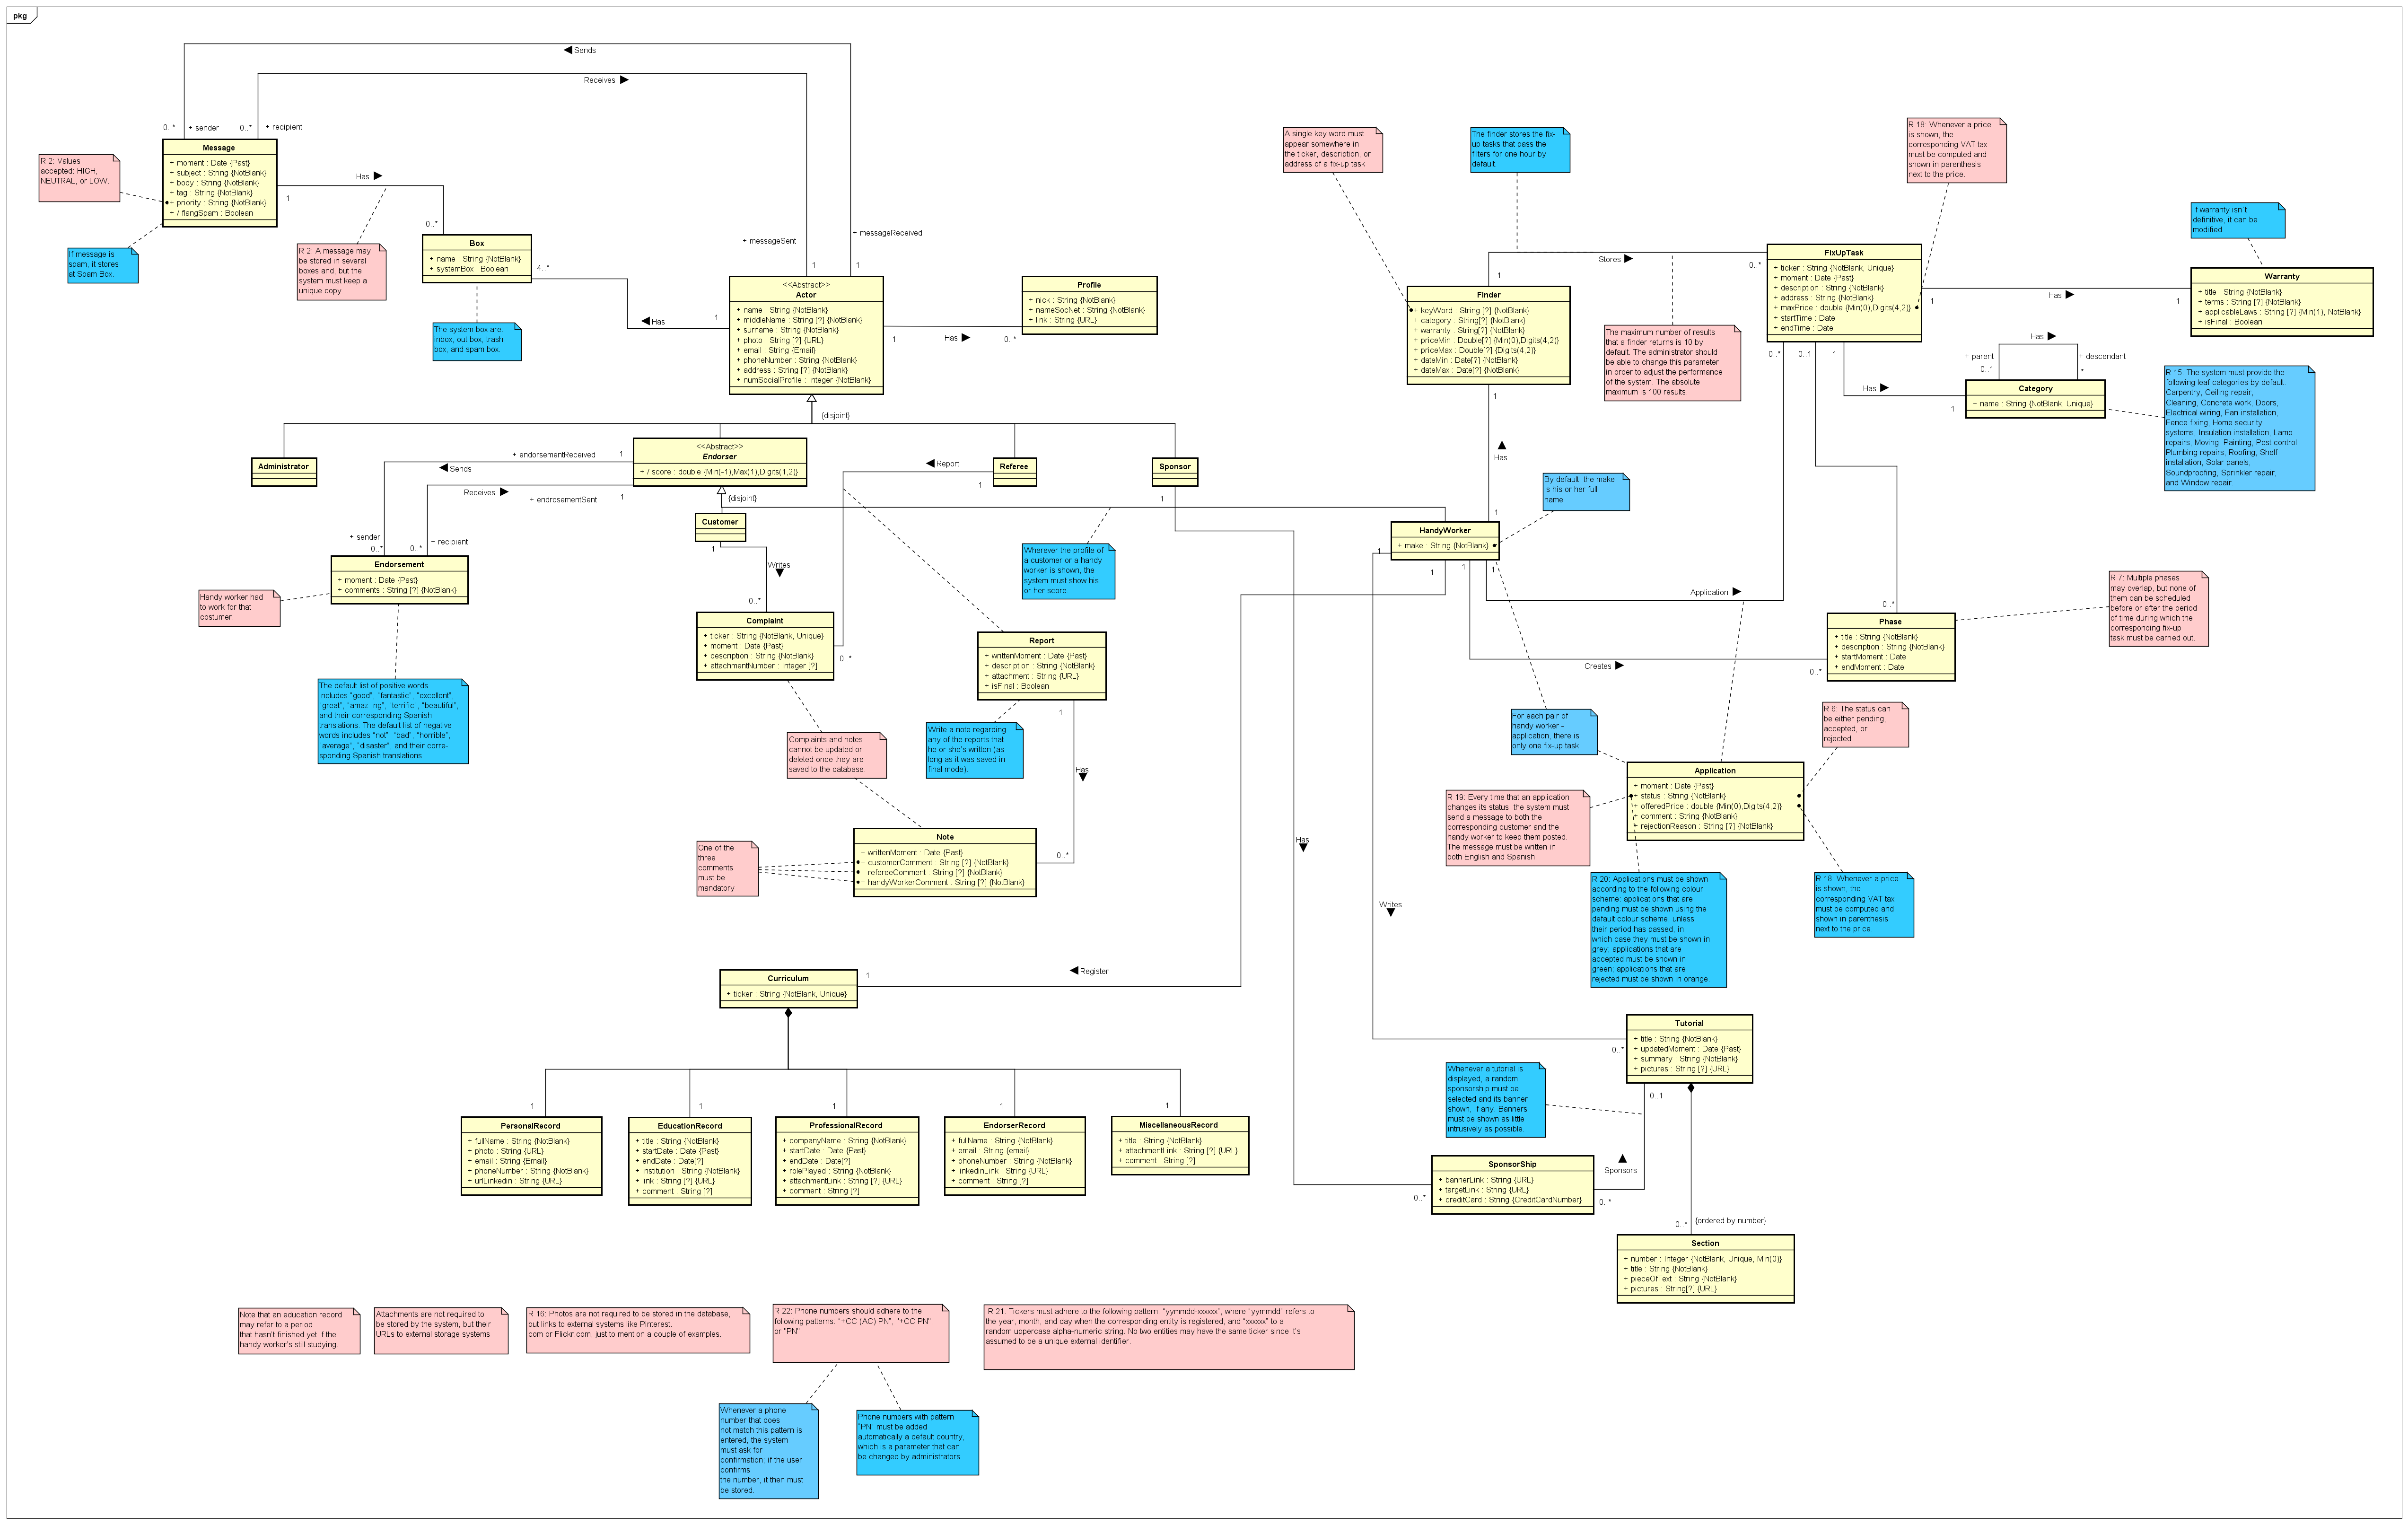 pkg
Sends
Receives
0..*
+ sender
0..*
+ recipient
Message
+ moment : Date {Past}
+ subject : String {NotBlank}
+ body : String {NotBlank}
+ tag : String {NotBlank}
+ priority : String {NotBlank}
+ / flangSpam : Boolean
R 2: Values
accepted: HIGH,
NEUTRAL, or LOW.
If message is
spam, it stores
at Spam Box.
Has
1
0..*
R 2: A message may
be stored in several
boxes and, but the
system must keep a
unique copy.
Box
+ name : String {NotBlank}
+ systemBox : Boolean
4..*
The system box are:
inbox, out box, trash
box, and spam box.
Has
1
+ messageSent
+ messageReceived
1
1
<<Abstract>>
Actor
+ name : String {NotBlank}
+ middleName : String [?] {NotBlank}
+ surname : String {NotBlank}
+ photo : String [?] {URL}
+ email : String {Email}
+ phoneNumber : String {NotBlank}
+ address : String [?] {NotBlank}
+ numSocialProfile : Integer {NotBlank}
1
Has
0..*
Profile
+ nick : String {NotBlank}
+ nameSocNet : String {NotBlank}
+ link : String {URL}
{disjoint}
Administrator
<<Abstract>>
Endorser
+ / score : double {Min(-1),Max(1),Digits(1,2)}
Referee
Sponsor
+ endorsementReceived
1
Sends
Receives
+ endrosementSent
1
{disjoint}
Report
1
1
Customer
1
Writes
0..*
+ sender
0..*
0..*
+ recipient
Endorsement
+ moment : Date {Past}
+ comments : String [?] {NotBlank}
Handy worker had
to work for that
costumer.
The default list of positive words
includes "good", "fantastic", "excellent",
"great", "amaz-ing", "terrific", "beautiful",
and their corresponding Spanish
translations. The default list of negative
words includes "not", "bad", "horrible",
"average", "disaster", and their corre-
sponding Spanish translations.
Complaint
+ ticker : String {NotBlank, Unique}
+ moment : Date {Past}
+ description : String {NotBlank}
+ attachmentNumber : Integer [?]
0..*
Wherever the profile of
a customer or a handy
worker is shown, the
system must show his
or her score.
Report
+ writtenMoment : Date {Past}
+ description : String {NotBlank}
+ attachment : String {URL}
+ isFinal : Boolean
1
Has
0..*
Write a note regarding
any of the reports that
he or she's written (as
long as it was saved in
final mode).
Complaints and notes
cannot be updated or
deleted once they are
saved to the database.
One of the
three
comments
must be
mandatory
Note
+ writtenMoment : Date {Past}
+ customerComment : String [?] {NotBlank}
+ refereeComment : String [?] {NotBlank}
+ handyWorkerComment : String [?] {NotBlank}
A single key word must
appear somewhere in
the ticker, description, or
address of a fix-up task
The finder stores the fix-
up tasks that pass the
filters for one hour by
default.
R 18: Whenever a price
is shown, the
corresponding VAT tax
must be computed and
shown in parenthesis
next to the price.
If warranty isn´t
definitive, it can be
modified.
Stores
1
0..*
Finder
+ keyWord : String [?] {NotBlank}
+ category : String[?] {NotBlank}
+ warranty : String[?] {NotBlank}
+ priceMin : Double[?] {Min(0),Digits(4,2)}
+ priceMax : Double[?] {Digits(4,2)}
+ dateMin : Date[?] {NotBlank}
+ dateMax : Date[?] {NotBlank}
The maximum number of results
that a finder returns is 10 by
default. The administrator should
be able to change this parameter
in order to adjust the performance
of the system. The absolute
maximum is 100 results.
FixUpTask
+ ticker : String {NotBlank, Unique}
+ moment : Date {Past}
+ description : String {NotBlank}
+ address : String {NotBlank}
+ maxPrice : double {Min(0),Digits(4,2)}
+ startTime : Date
+ endTime : Date
1
Has
1
Warranty
+ title : String {NotBlank}
+ terms : String [?] {NotBlank}
+ applicableLaws : String [?] {Min(1), NotBlank}
+ isFinal : Boolean
0..*
0..1
1
Has
1
Has
+ parent
0..1
+ descendant
*
Category
+ name : String {NotBlank, Unique}
R 15: The system must provide the
following leaf categories by default:
Carpentry, Ceiling repair,
Cleaning, Concrete work, Doors,
Electrical wiring, Fan installation,
Fence fixing, Home security
systems, Insulation installation, Lamp
repairs, Moving, Painting, Pest control,
Plumbing repairs, Roofing, Shelf
installation, Solar panels,
Soundproofing, Sprinkler repair,
and Window repair.
1
Has
1
By default, the make
is his or her full
name
HandyWorker
+ make : String {NotBlank}
1
1
1
1
Application
Creates
0..*
0..*
Phase
+ title : String {NotBlank}
+ description : String {NotBlank}
+ startMoment : Date
+ endMoment : Date
R 7: Multiple phases
may overlap, but none of
them can be scheduled
before or after the period
of time during which the
corresponding fix-up
task must be carried out.
For each pair of
handy worker -
application, there is
only one fix-up task.
R 6: The status can
be either pending,
accepted, or
rejected.
Application
+ moment : Date {Past}
+ status : String {NotBlank}
+ offeredPrice : double {Min(0),Digits(4,2)}
+ comment : String {NotBlank}
+ rejectionReason : String [?] {NotBlank}
R 19: Every time that an application
changes its status, the system must
send a message to both the
corresponding customer and the
handy worker to keep them posted.
The message must be written in
both English and Spanish.
R 20: Applications must be shown
according to the following colour
scheme: applications that are
pending must be shown using the
default colour scheme, unless
their period has passed, in
which case they must be shown in
grey; applications that are
accepted must be shown in
green; applications that are
rejected must be shown in orange.
R 18: Whenever a price
is shown, the
corresponding VAT tax
must be computed and
shown in parenthesis
next to the price.
Has
Writes
Register
1
Curriculum
+ ticker : String {NotBlank, Unique}
1
1
1
1
1
PersonalRecord
+ fullName : String {NotBlank}
+ photo : String {URL}
+ email : String {Email}
+ phoneNumber : String {NotBlank}
+ urlLinkedin : String {URL}
EducationRecord
+ title : String {NotBlank}
+ startDate : Date {Past}
+ endDate : Date[?]
+ institution : String {NotBlank}
+ link : String [?] {URL}
+ comment : String [?]
ProfessionalRecord
+ companyName : String {NotBlank}
+ startDate : Date {Past}
+ endDate : Date[?]
+ rolePlayed : String {NotBlank}
+ attachmentLink : String [?] {URL}
+ comment : String [?]
EndorserRecord
+ fullName : String {NotBlank}
+ email : String {email}
+ phoneNumber : String {NotBlank}
+ linkedinLink : String {URL}
+ comment : String [?]
MiscellaneousRecord
+ title : String {NotBlank}
+ attachmentLink : String [?] {URL}
+ comment : String [?]
0..*
Tutorial
+ title : String {NotBlank}
+ updatedMoment : Date {Past}
+ summary : String {NotBlank}
+ pictures : String [?] {URL}
Whenever a tutorial is
displayed, a random
sponsorship must be
selected and its banner
shown, if any. Banners
must be shown as little
intrusively as possible.
0..1
Sponsors
0..*
0..*
SponsorShip
+ bannerLink : String {URL}
+ targetLink : String {URL}
+ creditCard : String {CreditCardNumber}
0..*
{ordered by number}
Section
+ number : Integer {NotBlank, Unique, Min(0)}
+ title : String {NotBlank}
+ pieceOfText : String {NotBlank}
+ pictures : String[?] {URL}
Note that an education record
may refer to a period
that hasn't finished yet if the
handy worker's still studying.
Attachments are not required to
be stored by the system, but their
URLs to external storage systems
R 16: Photos are not required to be stored in the database,
but links to external systems like Pinterest.
com or Flickr.com, just to mention a couple of examples.
R 22: Phone numbers should adhere to the
following patterns: "+CC (AC) PN", "+CC PN",
or "PN".
R 21: Tickers must adhere to the following pattern: "yymmdd-xxxxxx", where "yymmdd" refers to
the year, month, and day when the corresponding entity is registered, and "xxxxxx" to a
random uppercase alpha-numeric string. No two entities may have the same ticker since it's
assumed to be a unique external identifier.
Whenever a phone
number that does
not match this pattern is
entered, the system
must ask for
confirmation; if the user
confirms
the number, it then must
be stored.
Phone numbers with pattern
"PN" must be added
automatically a default country,
which is a parameter that can
be changed by administrators.